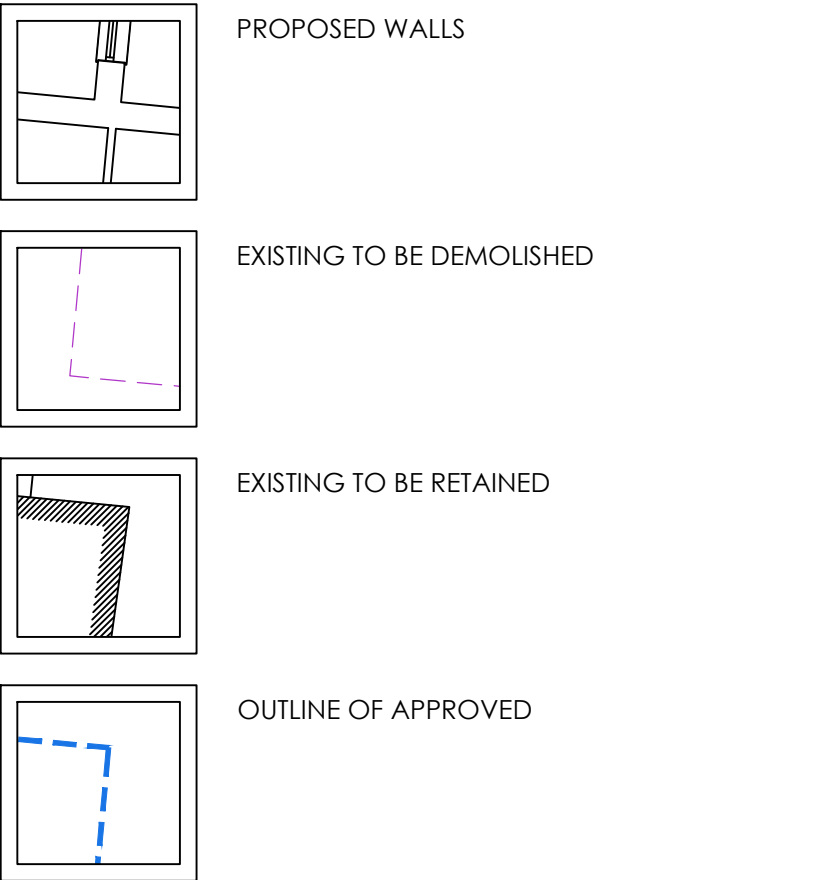 PROPOSED WALLS
EXISTING TO BE DEMOLISHED
EXISTING TO BE RETAINED
OUTLINE OF APPROVED